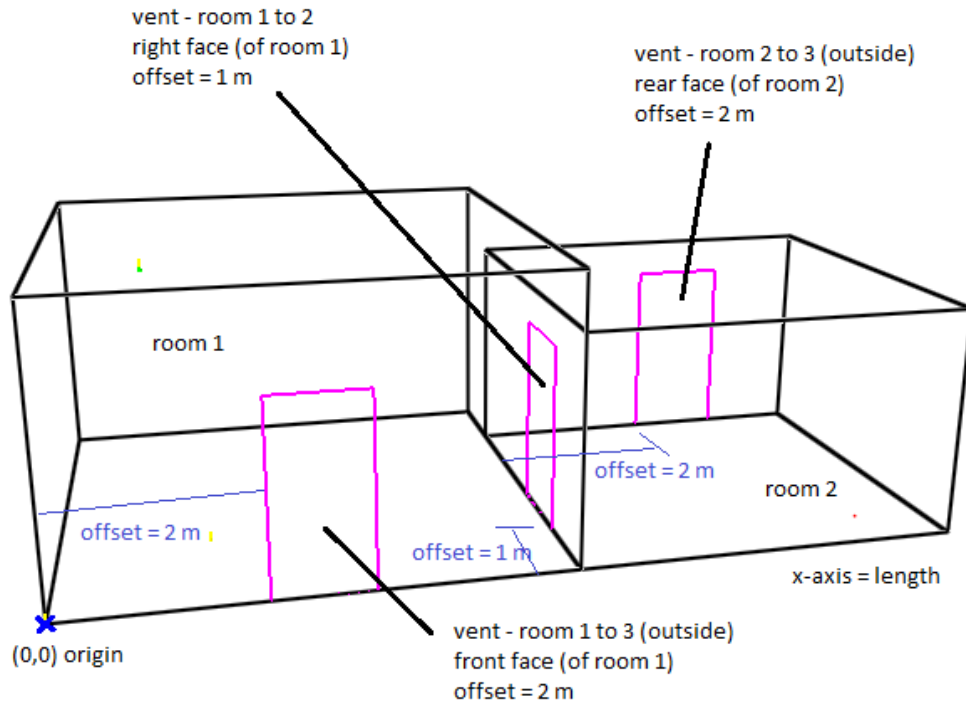 vent - room 1 to 2
right face (of room 1)
offset = 1 m
vent - room 2 to 3 (outside)
rear face (of room 2)
offset = 2 m
room 1
offset = 2 m
room 2
offset = 2 m
offset = 1 m
x-axis = length
(0,0) origin
vent - room 1 to 3 (outside)
front face (of room 1)
offset = 2 m